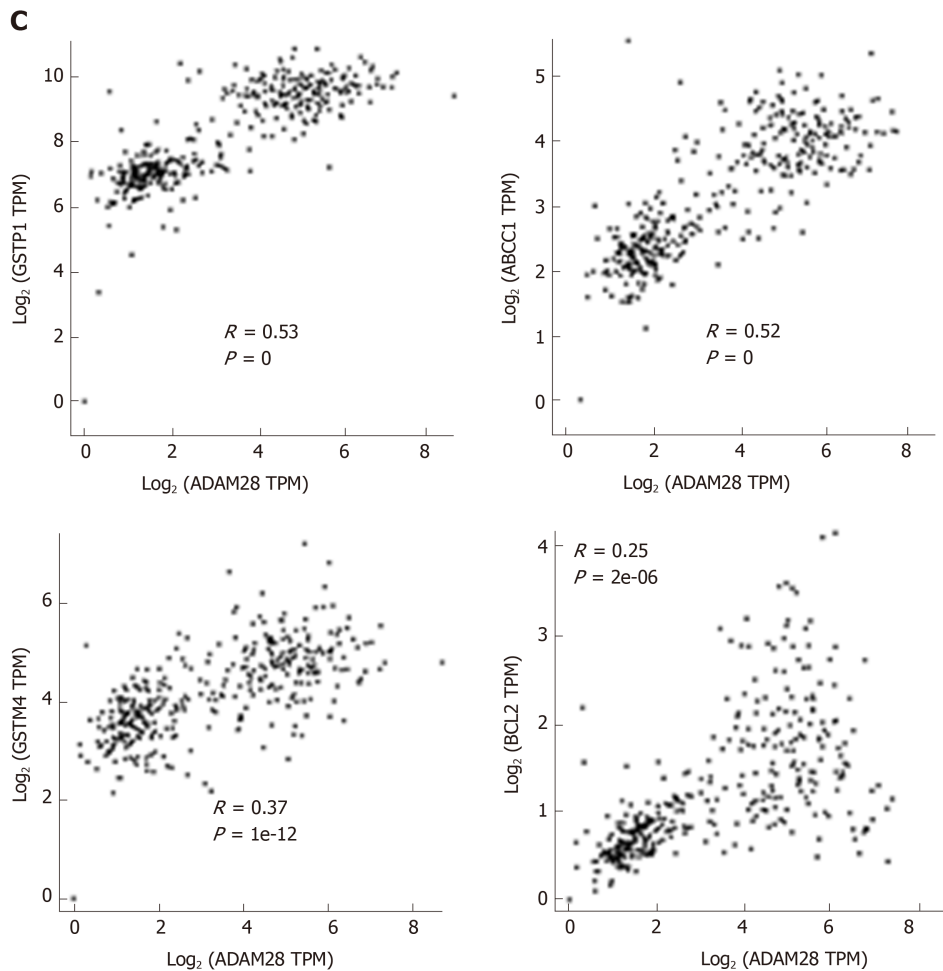 C
10
8
6
4
2
0
Log2 (GSTP1 TPM)
R = 0.53
P = 0
0 2 4 6 8
Log2 (ADAM28 TPM)
5
4
3
2
1
0
Log2 (ABCC1 TPM)
R = 0.52
P = 0
0 2 4 6 8
Log2 (ADAM28 TPM)
6
4
2
0
Log2 (GSTM4 TPM)
R = 0.37
P = 1e-12
0 2 4 6 8
Log2 (ADAM28 TPM)
4
3
2
1
0
Log2 (BCL2 TPM)
R = 0.25
P = 2e-06
0 2 4 6 8
Log2 (ADAM28 TPM)